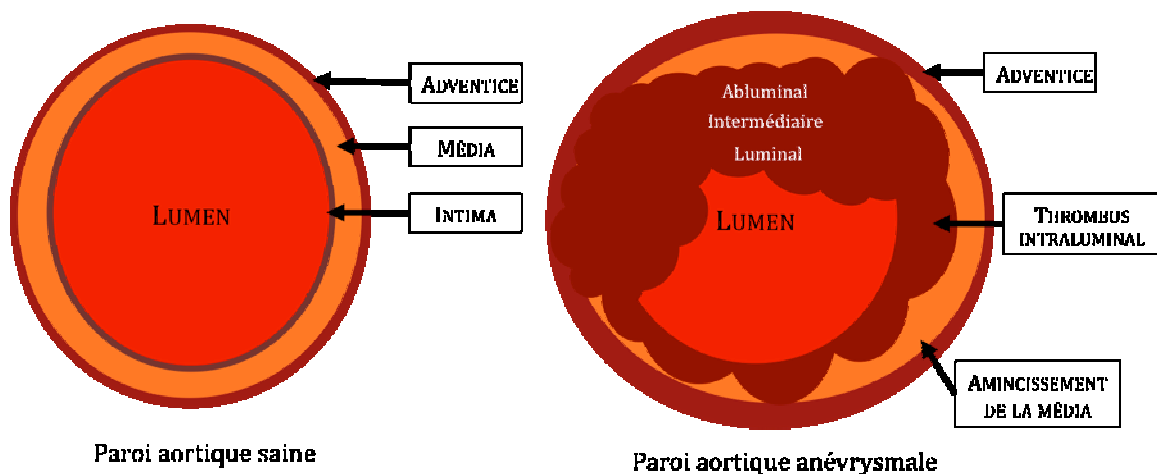 ADVENTICE
MÉDIA
INTIMA
LUMEN
Paroi aortique saine
ADVENTICE
Abluminal
Intermédiaire
Luminal
LUMEN
THROMBUS
INTRALUMINAL
AMINCISSEMENT
DE LA MÉDIA
Paroi aortique anévrysmale